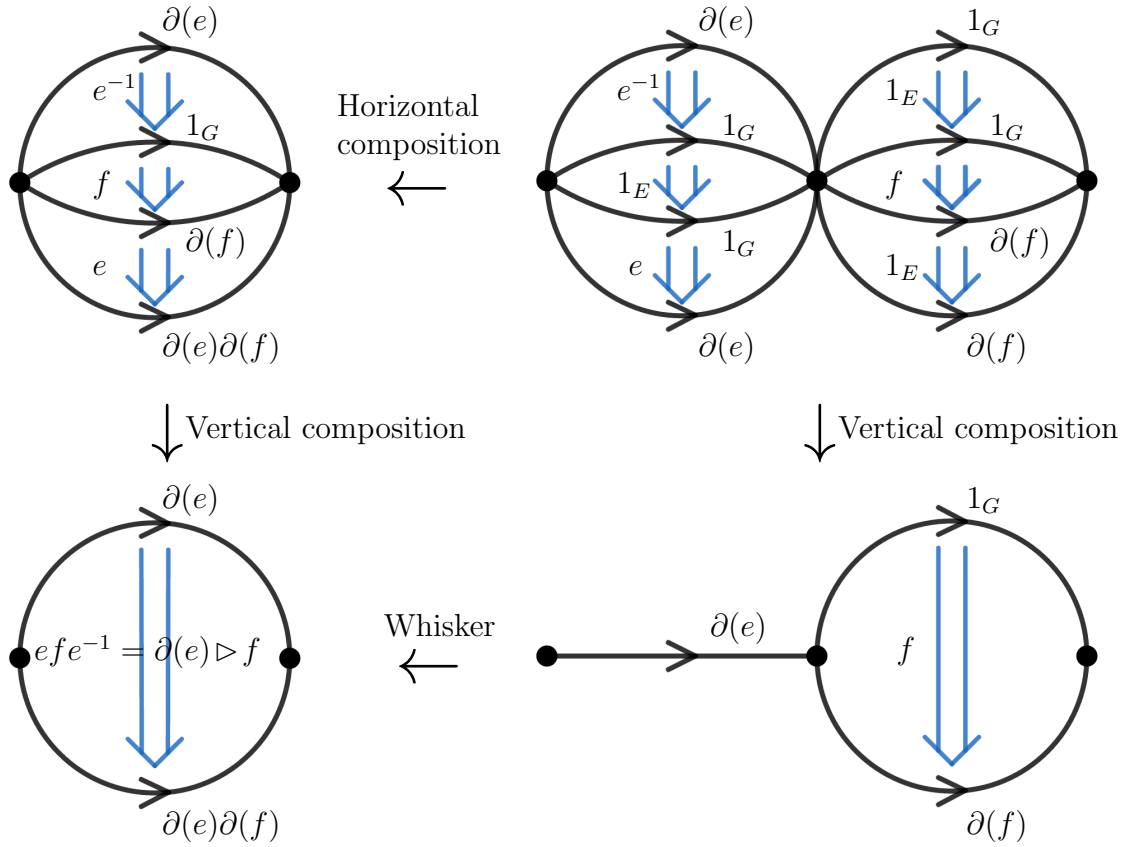 ∂(e)
∂(e)
1_G
e^{-1}
e^{-1}
1_E
Horizontal
composition
1_G
1_G
1_G
f
1_E
f
∂(f)
1_G
∂(f)
e
e
1_E
∂(e)∂(f)
∂(e)
∂(f)
Vertical composition
Vertical composition
∂(e)
1_G
Whisker
∂(e)
efe^{-1} = ∂(e) ▷ f
f
∂(e)∂(f)
∂(f)